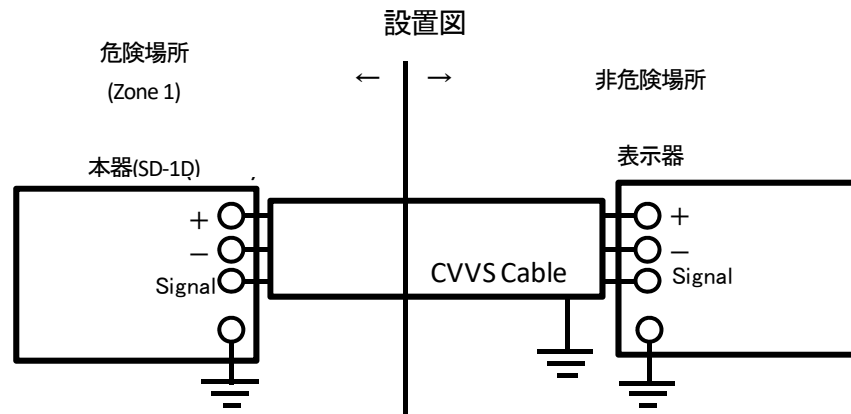 設置図
危険場所
(Zone 1)
← →
非危険場所
本器(SD-1D)
表示器
+
−
Signal
CVVS Cable
+
−
Signal